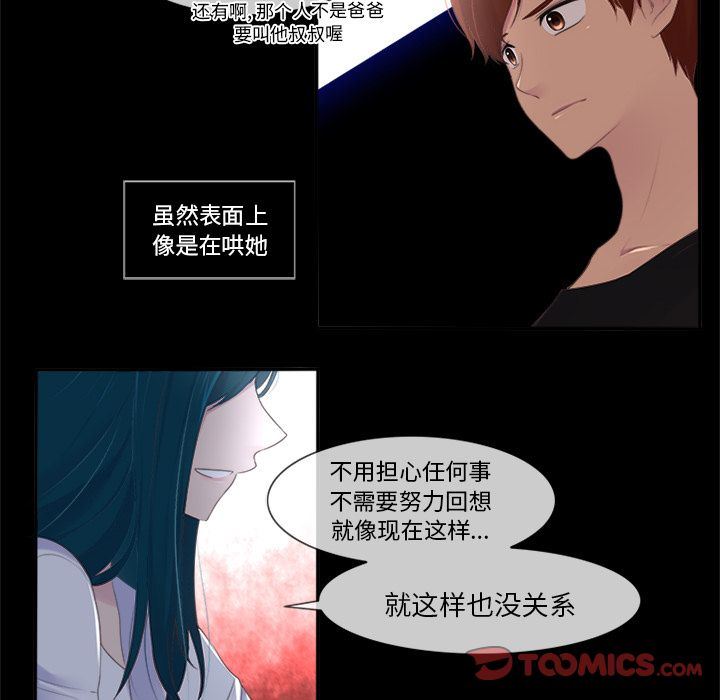 还有啊, 那个人不是爸爸
要叫他叔叔喔
虽然表面上
像是在哄她
不用担心任何事
不需要努力回想
就像现在这样...
就这样也没关系
TOOMICS.COM